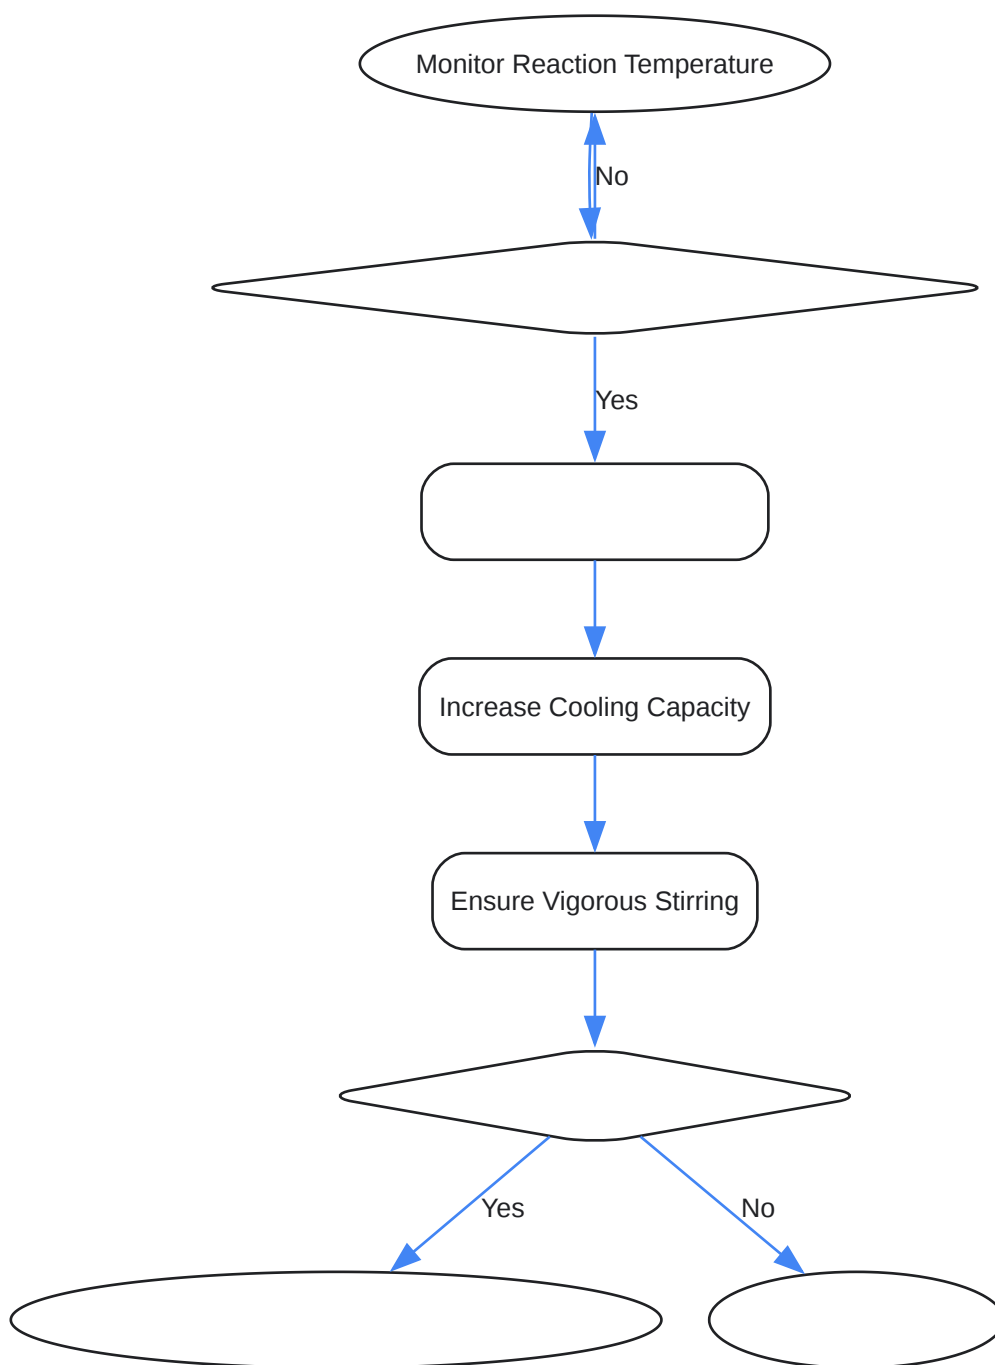 Monitor Reaction Temperature
No
Yes
Increase Cooling Capacity
Ensure Vigorous Stirring
Yes
No